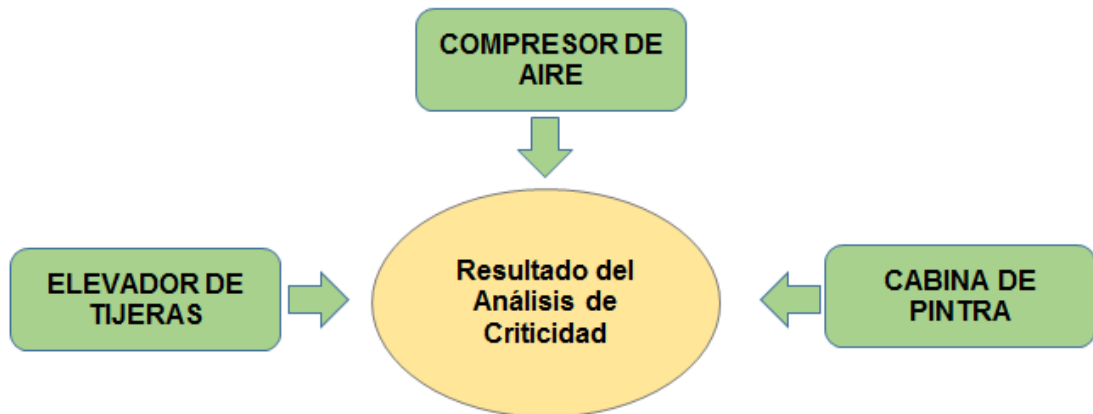 COMPRESOR DE
AIRE
ELEVADOR DE
TIJERAS
Resultado del
Análisis de
Criticidad
CABINA DE
PINTRA